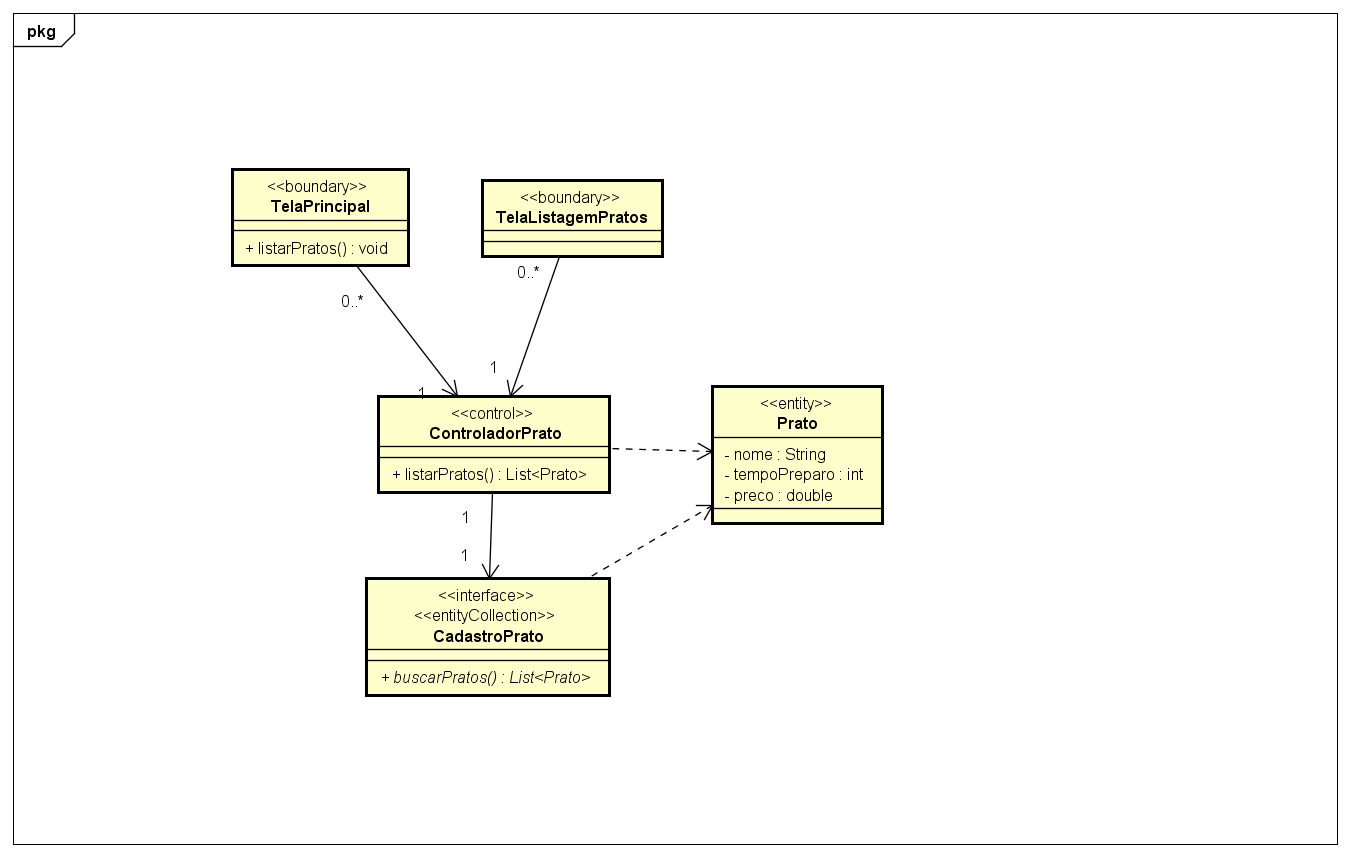 pkg
<<boundary>>
TelaPrincipal
+ listarPratos() : void
<<boundary>>
TelaListagemPratos
0..*
0..*
1
1
<<control>>
ControladorPrato
+ listarPratos() : List<Prato>
<<entity>>
Prato
- nome : String
- tempoPreparo : int
- preco : double
1
1
<<interface>>
<<entityCollection>>
CadastroPrato
+ buscarPratos() : List<Prato>